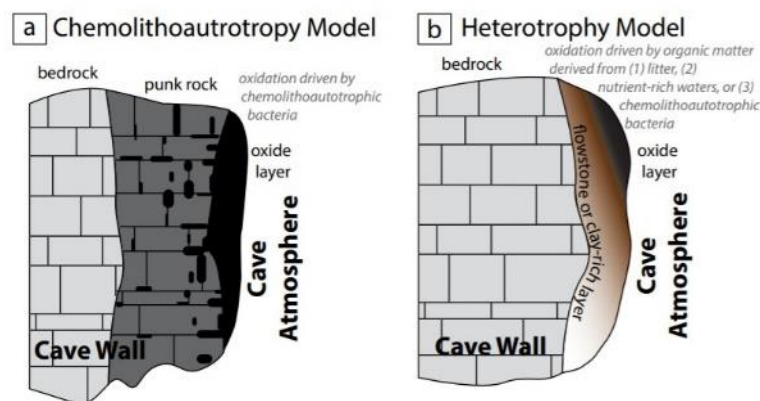 a Chemolithoautrotropy Model
bedrock
punk rock
oxidation driven by
chemolithoautotrophic
bacteria
oxide
layer
Cave
Atmosphere
Cave Wall
b Heterotrophy Model
oxidation driven by organic matter
derived from (1) litter, (2)
nutrient-rich waters, or (3)
chemolithoautotrophic
bacteria
bedrock
oxide
layer
flowstone or clay-rich layer
Cave
Atmosphere
Cave Wall